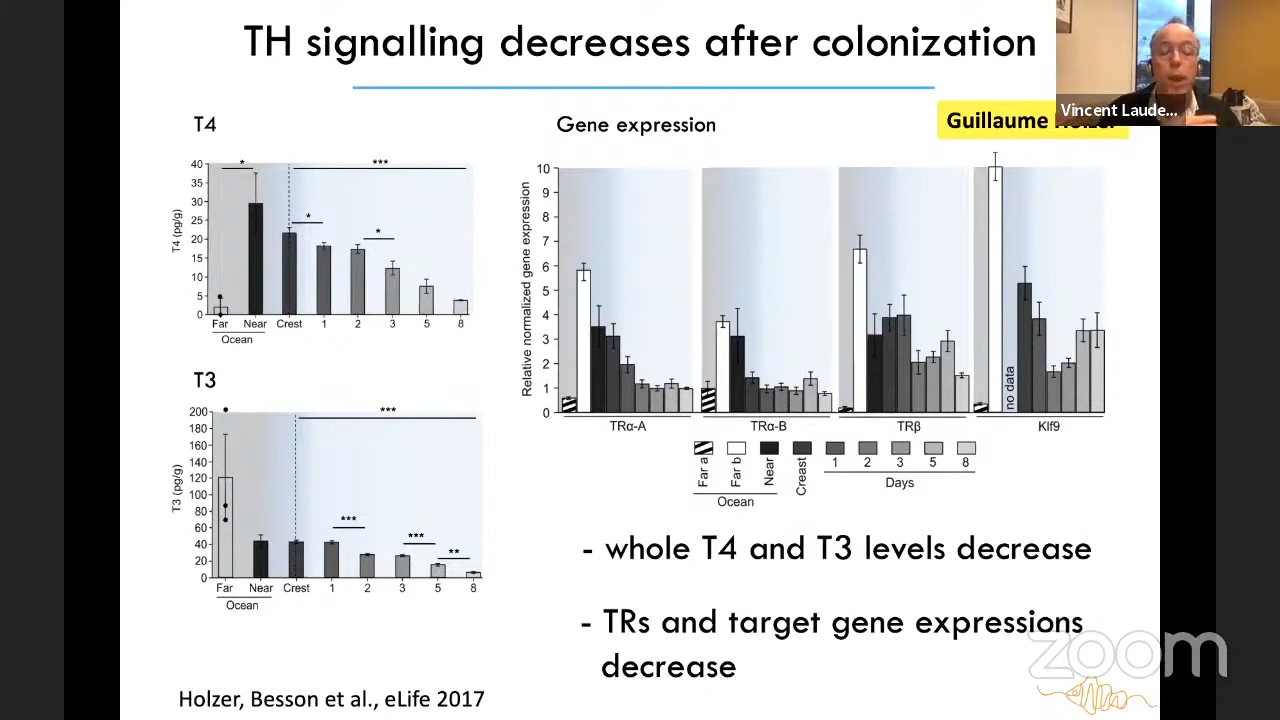 TH signalling decreases after colonization
Vincent Laude...
Guillaume
T4
Gene expression
T4 (pg/g)
40
35
30
25
20
15
10
5
0
*
***
*
*
Far
Near
Crest
1
2
3
5
8
Ocean
T3
T3 (pg/g)
200
180
160
140
120
100
80
60
40
20
0
***
***
***
**
Far
Near
Crest
1
2
3
5
8
Ocean
Relative normalized gene expression
10
9
8
7
6
5
4
3
2
1
0
no data
TRα-A
TRα-B
TRβ
Klf9
Far a
Far b
Near
Creast
1
2
3
5
8
Ocean
Days
- whole T4 and T3 levels decrease
- TRs and target gene expressions
decrease
Holzer, Besson et al., eLife 2017
zoom